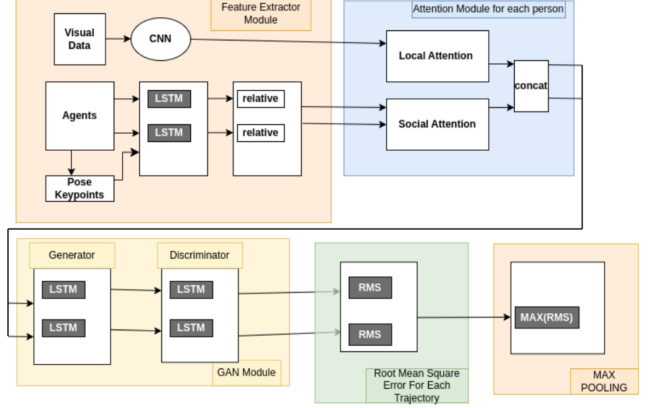 Feature Extractor
Module
Attention Module for each person
Visual
Data
CNN
Local Attention
concat
Agents
LSTM
relative
LSTM
relative
Social Attention
Pose
Keypoints
Generator
Discriminator
LSTM
LSTM
RMS
MAX(RMS)
LSTM
LSTM
RMS
GAN Module
Root Mean Square
Error For Each
Trajectory
MAX
POOLING